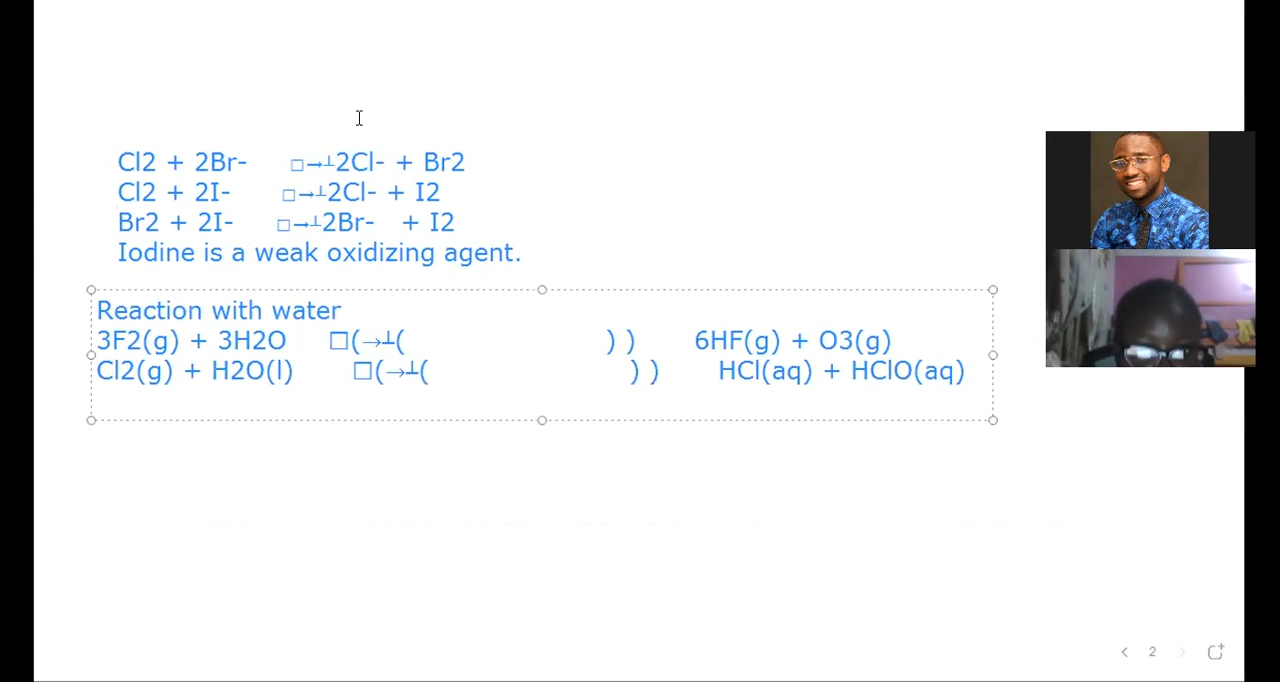 Cl2 + 2Br- □→┴2Cl- + Br2
Cl2 + 2I- □→┴2Cl- + I2
Br2 + 2I- □→┴2Br- + I2
Iodine is a weak oxidizing agent.
Reaction with water
3F2(g) + 3H2O □(→┴( ) ) 6HF(g) + O3(g)
Cl2(g) + H2O(l) □(→┴( ) ) HCl(aq) + HClO(aq)
2